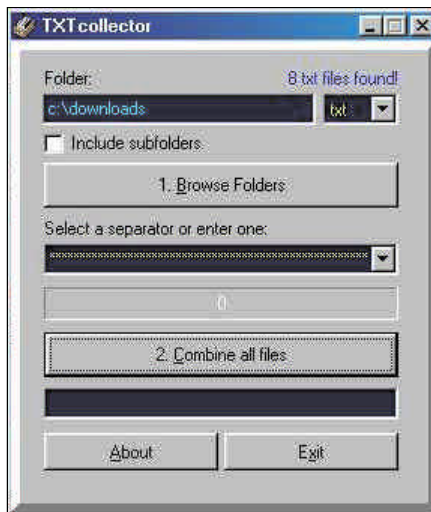 TXTcollector
Folder: 8 txt files found!
c:\downloads txt
Include subfolders
1. Browse Folders
Select a separator or enter one:
0
2. Combine all files
About Exit